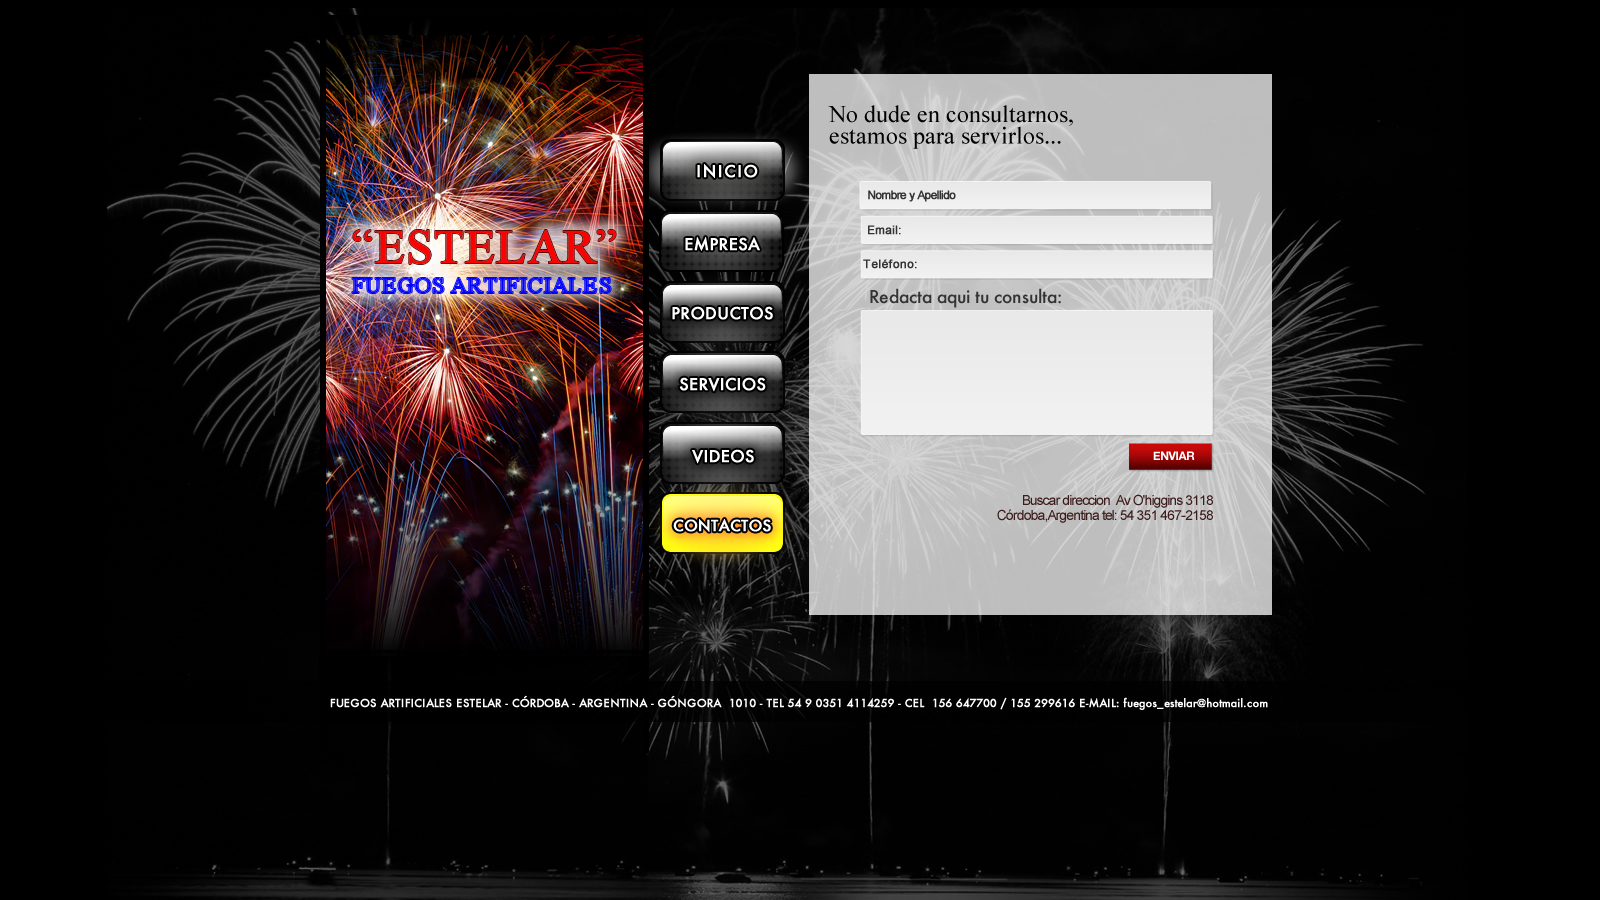 “ESTELAR”
FUEGOS ARTIFICIALES
INICIO
EMPRESA
PRODUCTOS
SERVICIOS
VIDEOS
CONTACTOS
No dude en consultarnos,
estamos para servirlos...
Nombre y Apellido
Email:
Teléfono:
Redacta aqui tu consulta:
ENVIAR
Buscar direccion  Av O'higgins 3118
Córdoba,Argentina tel: 54 351 467-2158
FUEGOS ARTIFICIALES ESTELAR - CÓRDOBA - ARGENTINA - GÓNGORA  1010 - TEL 54 9 0351 4114259 - CEL  156 647700 / 155 299616 E-MAIL: fuegos_estelar@hotmail.com